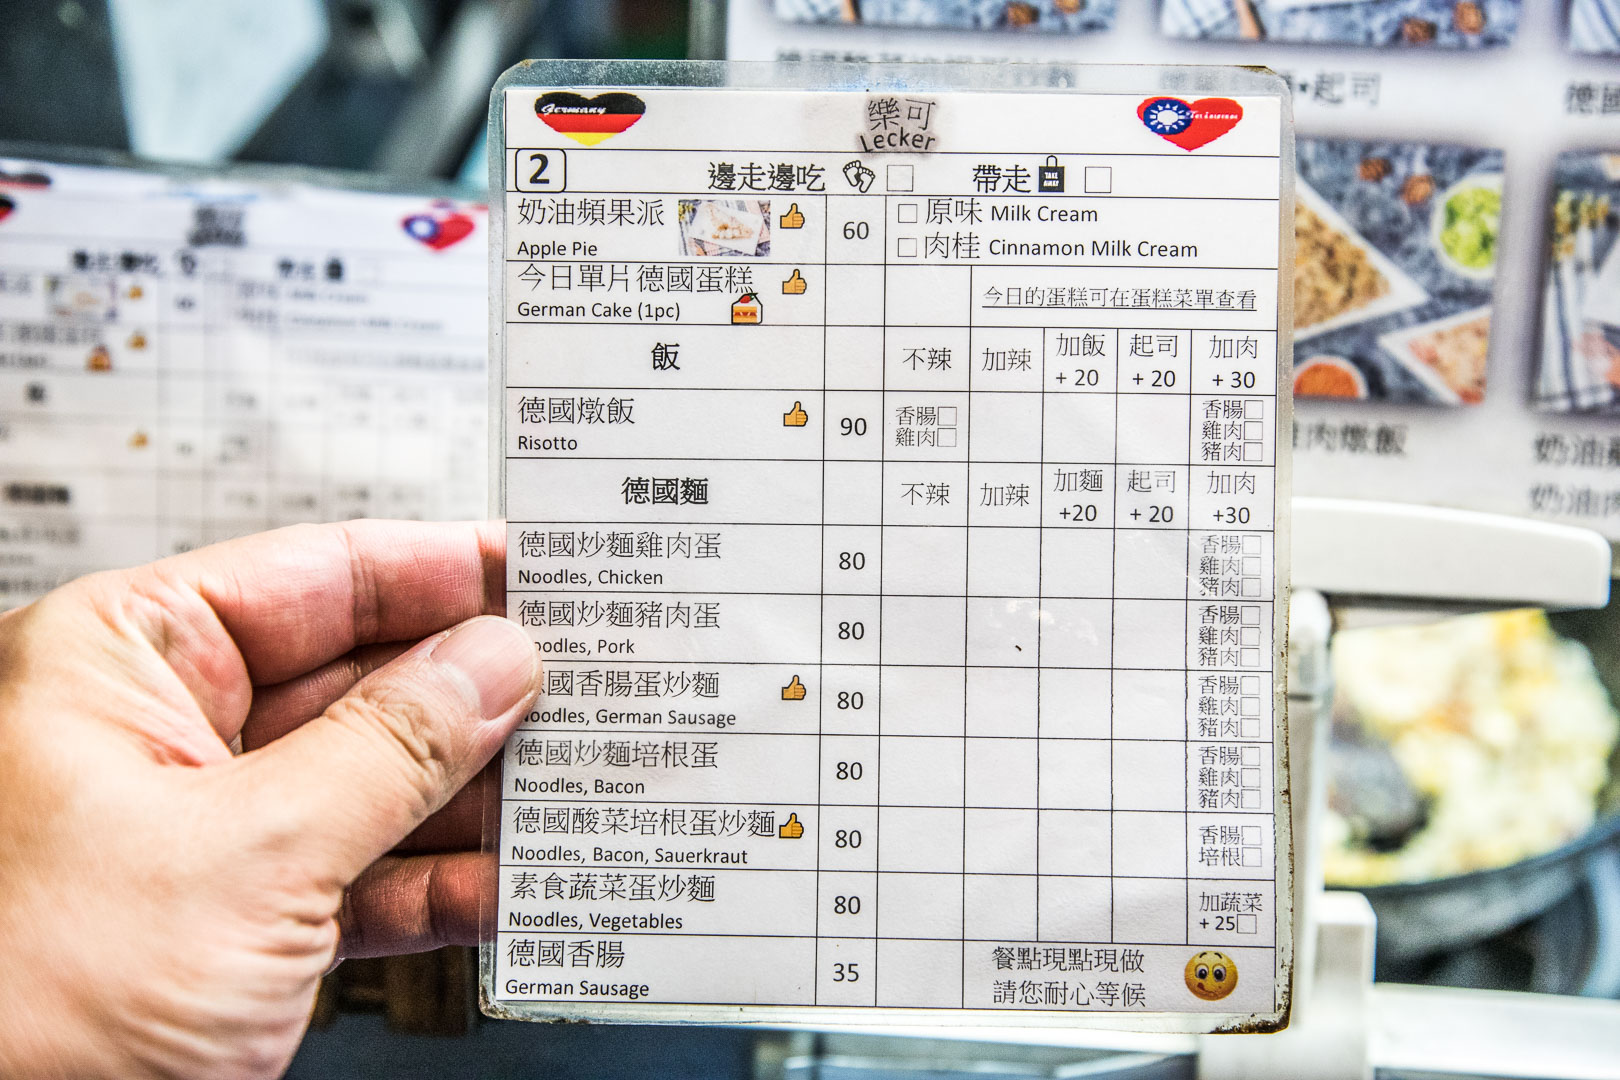 Germany
樂可
Lecker
Taiwan
2 邊走邊吃 帶走 TAKE AWAY
奶油蘋果派 60 原味 Milk Cream
Apple Pie 肉桂 Cinnamon Milk Cream
今日單片德國蛋糕 今日的蛋糕可在蛋糕菜單查看
German Cake (1pc)
飯 不辣 加辣 加飯 + 20 起司 + 20 加肉 + 30
德國燉飯 90 香腸 雞肉 香腸 雞肉 豬肉
Risotto
德國麵 不辣 加辣 加麵 +20 起司 + 20 加肉 +30
德國炒麵雞肉蛋 80 香腸 雞肉 豬肉
Noodles, Chicken
德國炒麵豬肉蛋 80 香腸 雞肉 豬肉
oodles, Pork
國香腸蛋炒麵 80 香腸 雞肉 豬肉
oodles, German Sausage
德國炒麵培根蛋 80 香腸 雞肉 豬肉
Noodles, Bacon
德國酸菜培根蛋炒麵 80 香腸 培根
Noodles, Bacon, Sauerkraut
素食蔬菜蛋炒麵 80 加蔬菜 + 25
Noodles, Vegetables
德國香腸 35 餐點現點現做
German Sausage 請您耐心等候
起司
肉燉飯
奶油
奶油